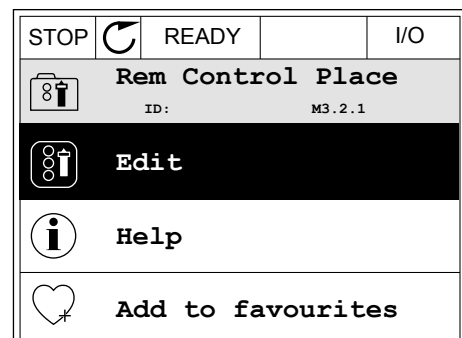 STOP READY I/O
Rem Control Place
ID: M3.2.1
Edit
Help
Add to favourites